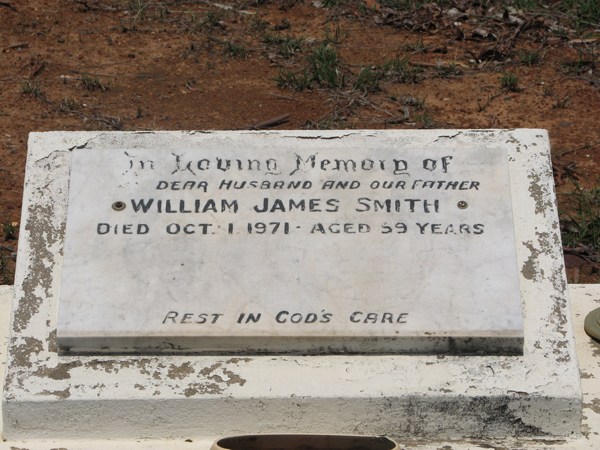 In Loving Memory of
DEAR HUSBAND AND OUR FATHER
WILLIAM JAMES SMITH
DIED OCT. 1. 1971 - AGED 59 YEARS
REST IN GOD'S CARE